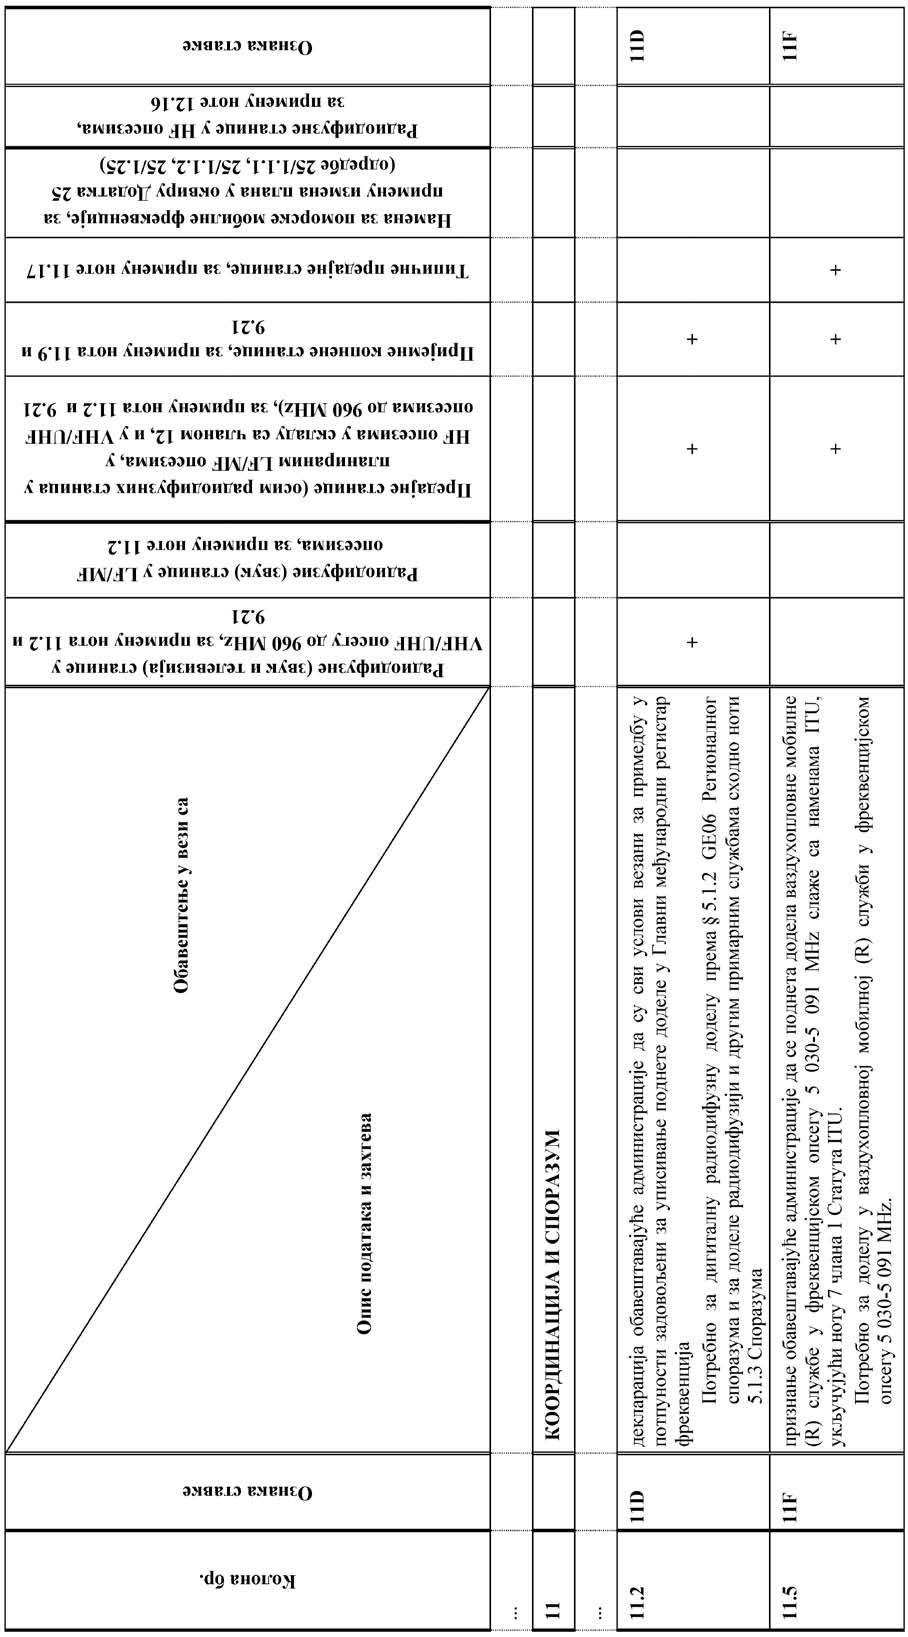 Колона бр.
Ознака ставке
Обавештење у вези са
Опис података и захтева
Радиодифузне (звук и телевизија) станице у
VHF/UHF опсегу до 960 MHz, за примену нота 11.2 и
9.21
Радиодифузне (звук) станице у LF/MF
опсезима, за примену ноте 11.2
Предајне станице (осим радиодифузних станица у
планираним LF/MF опсезима, у
HF опсезима у складу са чланом 12, и у VHF/UHF
опсезима до 960 MHz), за примену нота 11.2 и 9.21
Пријемне копнене станице, за примену нота 11.9 и
9.21
Типичне предајне станице, за примену ноте 11.17
Намена за поморске мобилне фреквенције, за
примену измена плана у оквиру Додатка 25
(одредбе 25/1.1.1, 25/1.1.2, 25/1.25)
Радиодифузне станице у HF опсезима,
за примену ноте 12.16
Ознака ставке
...
11
КООРДИНАЦИЈА И СПОРАЗУМ
...
11.2
11D
декларација обавештавајуће администрације да су сви услови везани за примедбу у
потпуности задовољени за уписивање поднете доделе у Главни међународни регистар
фреквенција
Потребно за дигиталну радиодифузну доделу према § 5.1.2 GE06 Регионалног
споразума и за доделе радиодифузији и другим примарним службама сходно ноти
5.1.3 Споразума
+
+
+
11D
11.5
11F
признање обавештавајуће администрације да се поднета додела ваздухопловне мобилне
(R) службе у фреквенцијском опсегу 5 030-5 091 MHz слаже са наменама ITU,
укључујући ноту 7 члана 1 Статута ITU.
Потребно за доделу у ваздухопловној мобилној (R) служби у фреквенцијском
опсегу 5 030-5 091 MHz.
+
+
+
11F